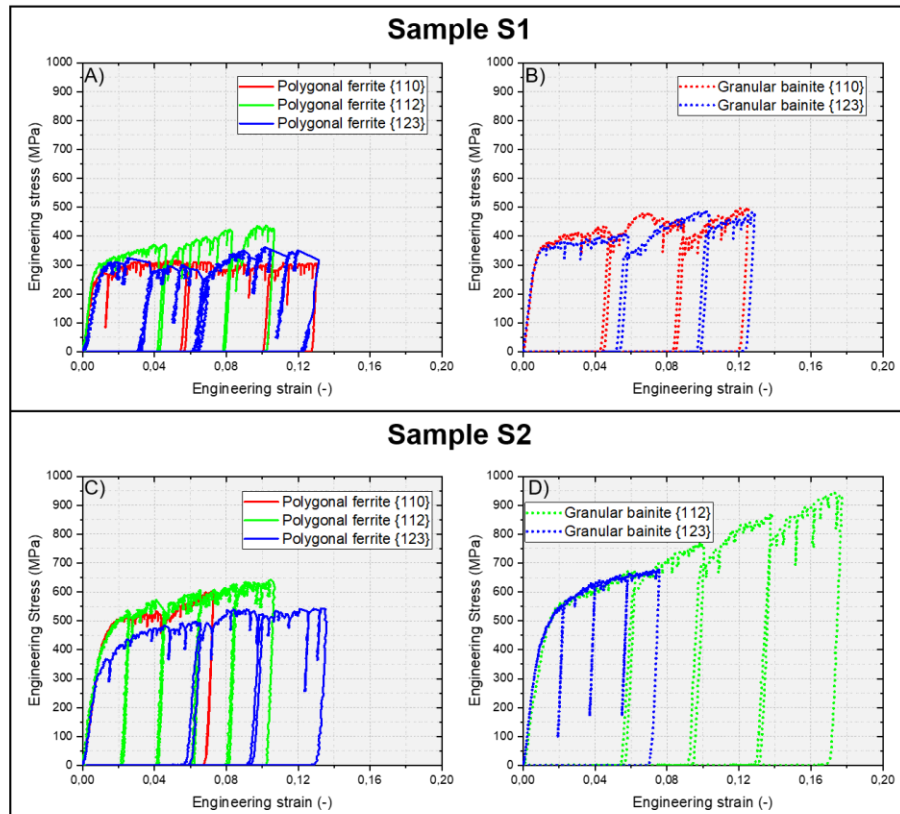 Sample S1
A)
Polygonal ferrite {110}
Polygonal ferrite {112}
Polygonal ferrite {123}
Engineering stress (MPa)
1000
900
800
700
600
500
400
300
200
100
0
0,00 0,04 0,08 0,12 0,16 0,20
Engineering strain (-)
B)
Granular bainite {110}
Granular bainite {123}
Engineering stress (MPa)
1000
900
800
700
600
500
400
300
200
100
0
0,00 0,04 0,08 0,12 0,16 0,20
Engineering strain (-)
Sample S2
C)
Polygonal ferrite {110}
Polygonal ferrite {112}
Polygonal ferrite {123}
Engineering Stress (MPa)
1000
900
800
700
600
500
400
300
200
100
0
0,00 0,04 0,08 0,12 0,16 0,20
Engineering strain (-)
D)
Granular bainite {112}
Granular bainite {123}
Engineering stress (MPa)
1000
900
800
700
600
500
400
300
200
100
0
0,00 0,04 0,08 0,12 0,16 0,20
Engineering strain (-)